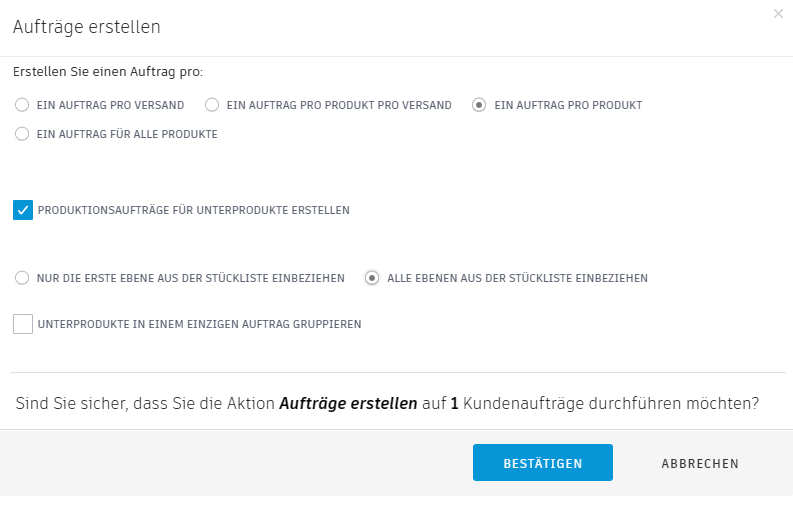 Aufträge erstellen
Erstellen Sie einen Auftrag pro:
EIN AUFTRAG PRO VERSAND EIN AUFTRAG PRO PRODUKT PRO VERSAND EIN AUFTRAG PRO PRODUKT
EIN AUFTRAG FÜR ALLE PRODUKTE
PRODUKTIONSAUFTRÄGE FÜR UNTERPRODUKTE ERSTELLEN
NUR DIE ERSTE EBENE AUS DER STÜCKLISTE EINBEZIEHEN ALLE EBENEN AUS DER STÜCKLISTE EINBEZIEHEN
UNTERPRODUKTE IN EINEM EINZIGEN AUFTRAG GRUPPIEREN
Sind Sie sicher, dass Sie die Aktion Aufträge erstellen auf 1 Kundenaufträge durchführen möchten?
BESTÄTIGEN ABBRECHEN